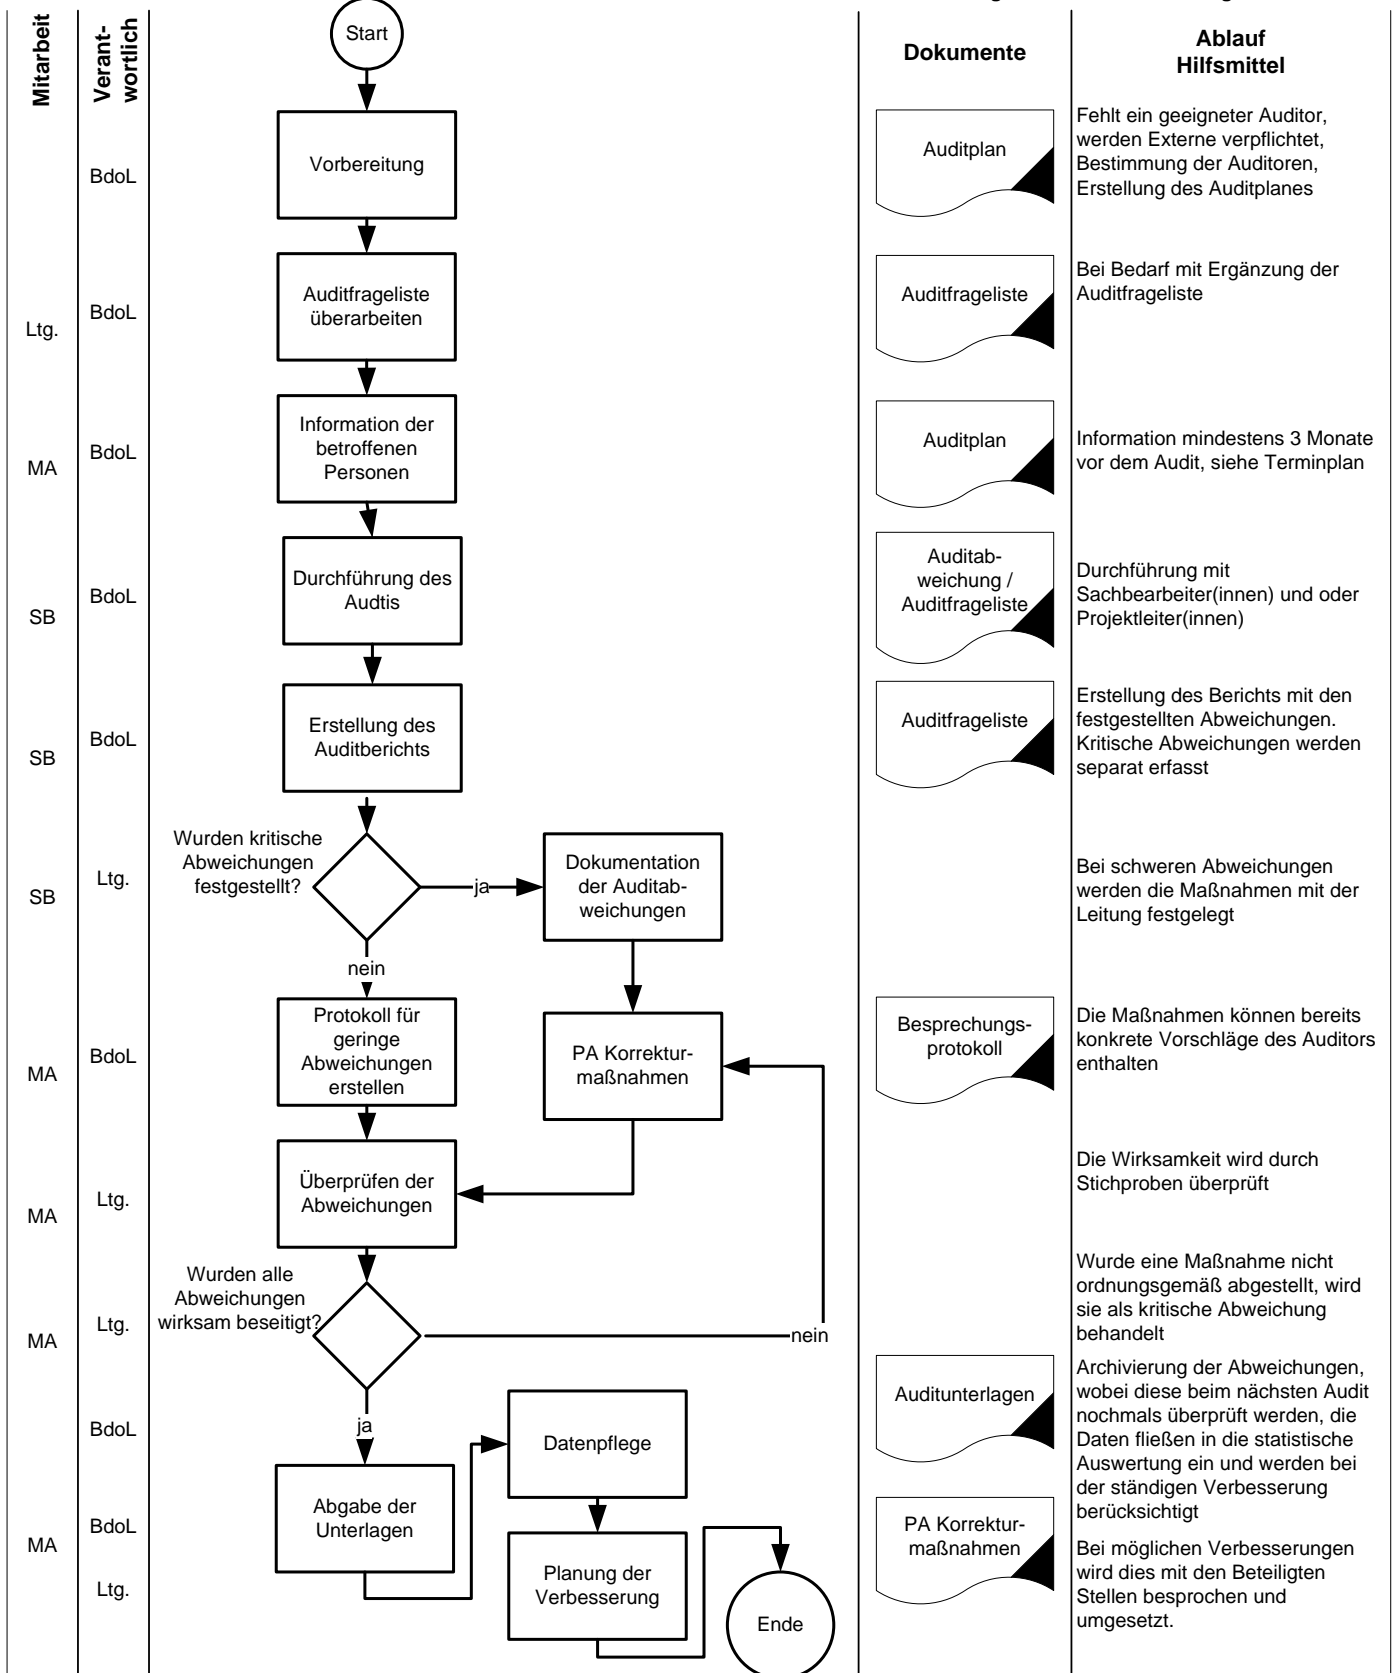 Mitarbeit
Verant-
wortlich
Start
Dokumente
Ablauf
Hilfsmittel
BdoL
Vorbereitung
Auditplan
Fehlt ein geeigneter Auditor,
werden Externe verpflichtet,
Bestimmung der Auditoren,
Erstellung des Auditplanes
Ltg.
BdoL
Auditfrageliste
überarbeiten
Auditfrageliste
Bei Bedarf mit Ergänzung der
Auditfrageliste
MA
BdoL
Information der
betroffenen
Personen
Auditplan
Information mindestens 3 Monate
vor dem Audit, siehe Terminplan
SB
BdoL
Durchführung des
Audtis
Auditab-
weichung /
Auditfrageliste
Durchführung mit
Sachbearbeiter(innen) und oder
Projektleiter(innen)
SB
BdoL
Erstellung des
Auditberichts
Auditfrageliste
Erstellung des Berichts mit den
festgestellten Abweichungen.
Kritische Abweichungen werden
separat erfasst
SB
Ltg.
Wurden kritische
Abweichungen
festgestellt?
ja
Dokumentation
der Auditab-
weichungen
Bei schweren Abweichungen
werden die Maßnahmen mit der
Leitung festgelegt
nein
MA
BdoL
Protokoll für
geringe
Abweichungen
erstellen
PA Korrektur-
maßnahmen
Besprechungs-
protokoll
Die Maßnahmen können bereits
konkrete Vorschläge des Auditors
enthalten
MA
Ltg.
Überprüfen der
Abweichungen
Die Wirksamkeit wird durch
Stichproben überprüft
MA
Ltg.
Wurden alle
Abweichungen
wirksam beseitigt?
nein
Wurde eine Maßnahme nicht
ordnungsgemäß abgestellt, wird
sie als kritische Abweichung
behandelt
ja
BdoL
Datenpflege
Auditunterlagen
Archivierung der Abweichungen,
wobei diese beim nächsten Audit
nochmals überprüft werden, die
Daten fließen in die statistische
Auswertung ein und werden bei
der ständigen Verbesserung
berücksichtigt
MA
BdoL
Ltg.
Abgabe der
Unterlagen
Planung der
Verbesserung
Ende
PA Korrektur-
maßnahmen
Bei möglichen Verbesserungen
wird dies mit den Beteiligten
Stellen besprochen und
umgesetzt.